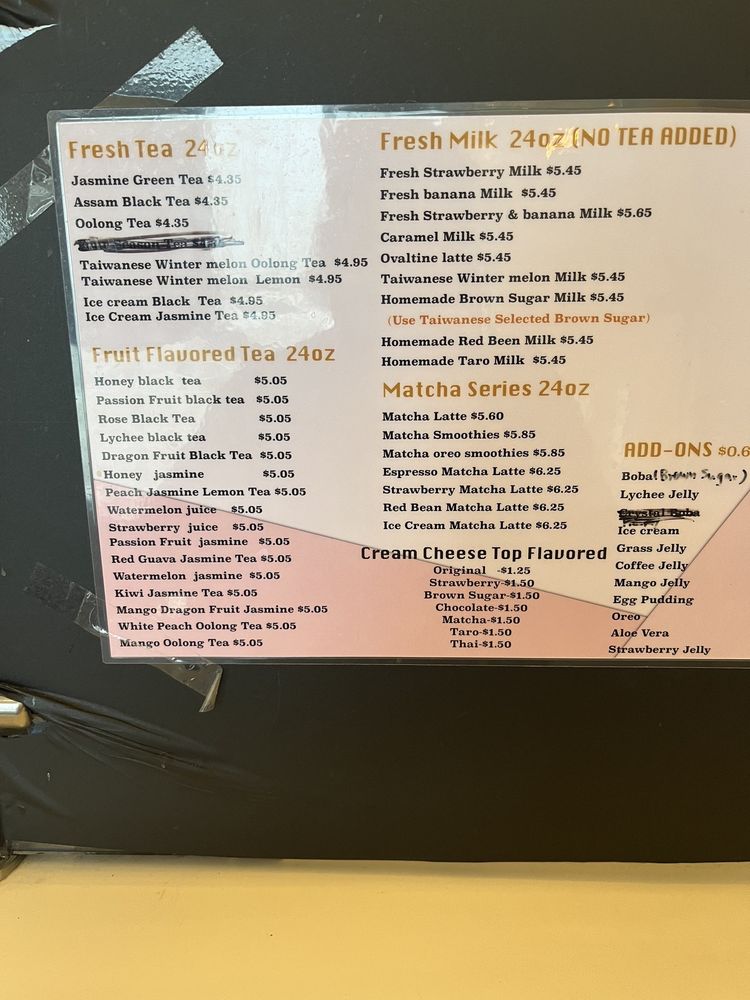 Fresh Tea 24oz
Jasmine Green Tea $4.35
Assam Black Tea $4.35
Oolong Tea $4.35
Taiwanese Winter melon Oolong Tea $4.95
Taiwanese Winter melon Lemon $4.95
Ice cream Black Tea $4.95
Ice Cream Jasmine Tea $4.95
Fruit Flavored Tea 24oz
Honey black tea $5.05
Passion Fruit black tea $5.05
Rose Black Tea $5.05
Lychee black tea $5.05
Dragon Fruit Black Tea $5.05
Honey jasmine $5.05
Peach Jasmine Lemon Tea $5.05
Watermelon juice $5.05
Strawberry juice $5.05
Passion Fruit jasmine $5.05
Red Guava Jasmine Tea $5.05
Watermelon jasmine $5.05
Kiwi Jasmine Tea $5.05
Mango Dragon Fruit Jasmine $5.05
White Peach Oolong Tea $5.05
Mango Oolong Tea $5.05
Fresh Milk 24oz (NO TEA ADDED)
Fresh Strawberry Milk $5.45
Fresh banana Milk $5.45
Fresh Strawberry & banana Milk $5.65
Caramel Milk $5.45
Ovaltine latte $5.45
Taiwanese Winter melon Milk $5.45
Homemade Brown Sugar Milk $5.45
(Use Taiwanese Selected Brown Sugar)
Homemade Red Been Milk $5.45
Homemade Taro Milk $5.45
Matcha Series 24oz
Matcha Latte $5.60
Matcha Smoothies $5.85
Matcha oreo smoothies $5.85
Espresso Matcha Latte $6.25
Strawberry Matcha Latte $6.25
Red Bean Matcha Latte $6.25
Ice Cream Matcha Latte $6.25
Cream Cheese Top Flavored
Original -$1.25
Strawberry-$1.50
Brown Sugar-$1.50
Chocolate-$1.50
Matcha-$1.50
Taro-$1.50
Thai-$1.50
ADD-ONS $0.6
Boba(Brown Sugar)
Lychee Jelly
Crystal Boba
Ice cream
Grass Jelly
Coffee Jelly
Mango Jelly
Egg Pudding
Oreo
Aloe Vera
Strawberry Jelly